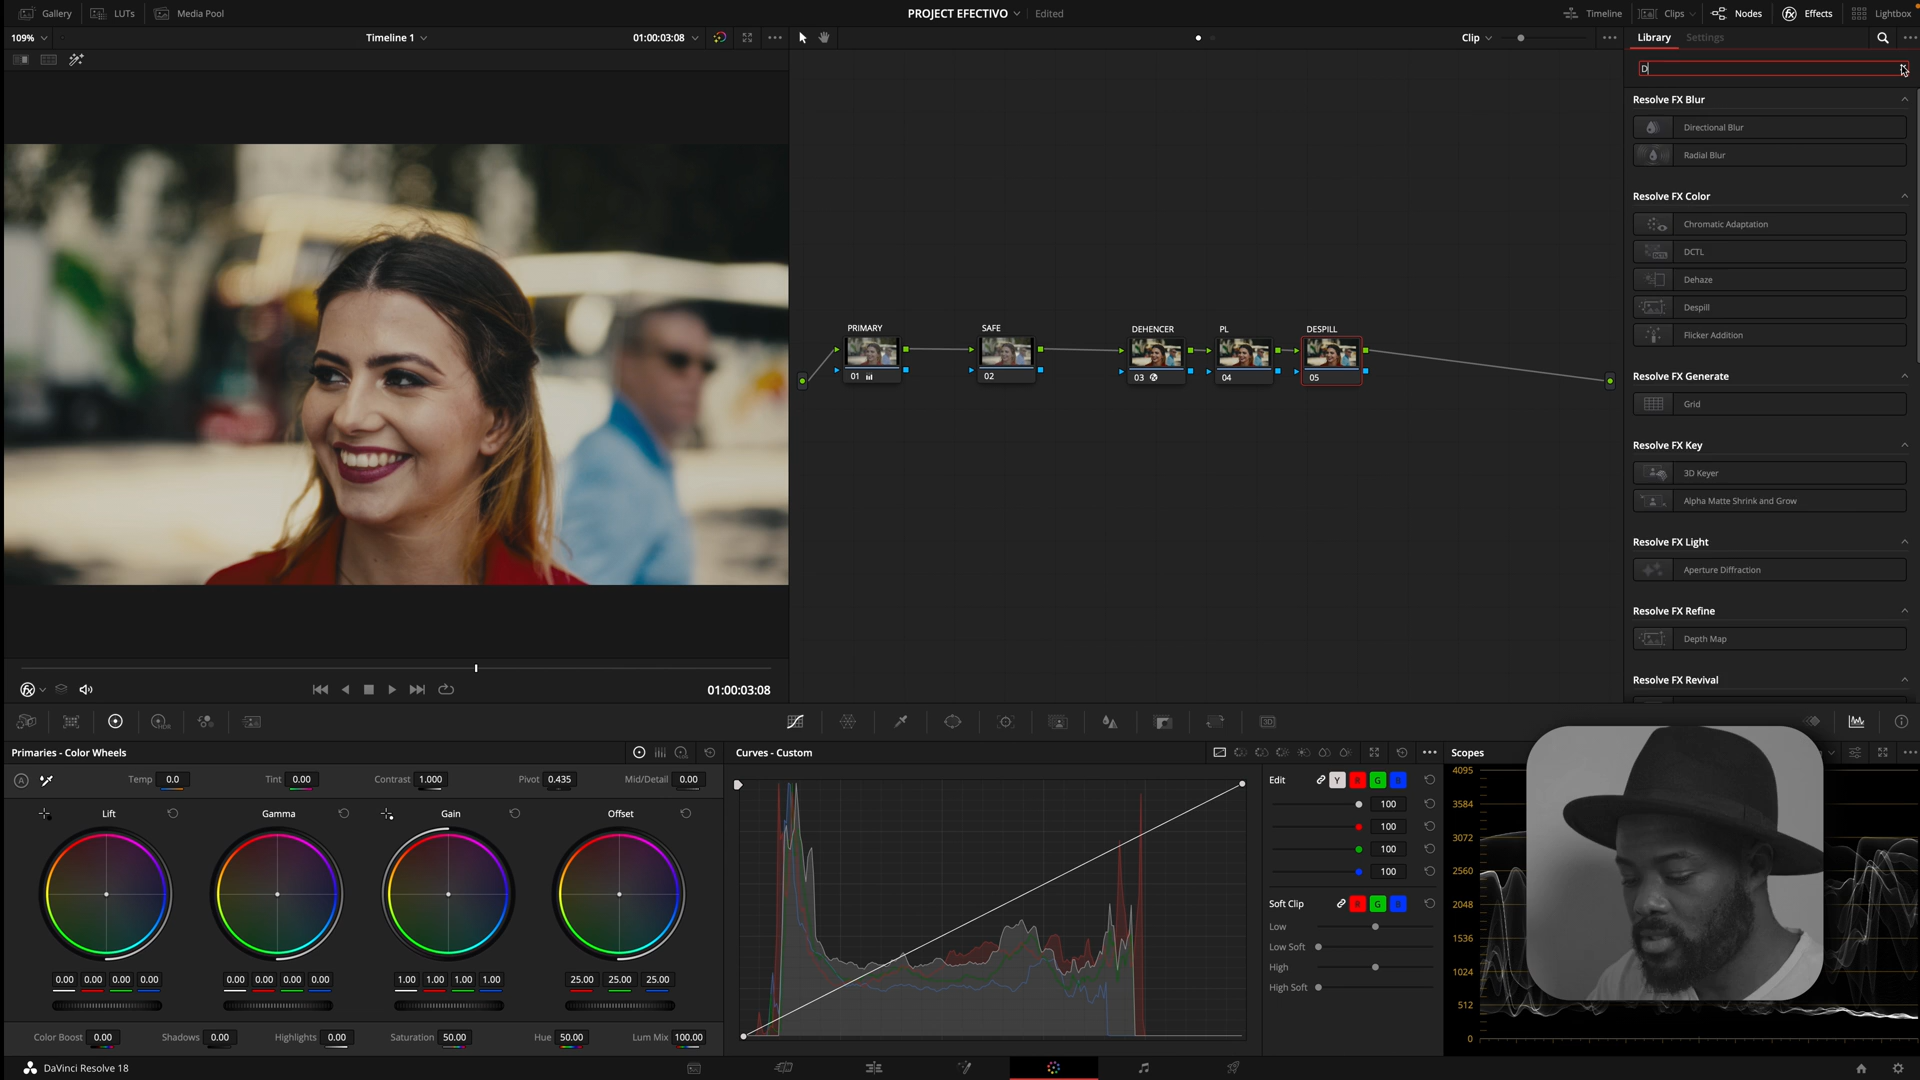 Gallery LUTs Media Pool PROJECT EFECTIVO Edited Timeline Clips Nodes Effects Lightbox
109% Timeline 1 01:00:03:08 Clip Library Settings
D
Resolve FX Blur
Directional Blur
Radial Blur
Resolve FX Color
Chromatic Adaptation
DCTL
Dehaze
Despill
Flicker Addition
Resolve FX Generate
Grid
Resolve FX Key
3D Keyer
Alpha Matte Shrink and Grow
Resolve FX Light
Aperture Diffraction
Resolve FX Refine
Depth Map
Resolve FX Revival
PRIMARY SAFE DEHENCER PL DESPILL
01 02 03 04 05
01:00:03:08
HDR 3D
Primaries - Color Wheels Curves - Custom Scopes
A Temp 0.0 Tint 0.00 Contrast 1.000 Pivot 0.435 Mid/Detail 0.00
Lift Gamma Gain Offset
0.00 0.00 0.00 0.00 0.00 0.00 0.00 0.00 1.00 1.00 1.00 1.00 25.00 25.00 25.00
Color Boost 0.00 Shadows 0.00 Highlights 0.00 Saturation 50.00 Hue 50.00 Lum Mix 100.00
Edit Y R G B
100
100
100
100
Soft Clip R G B
Low
Low Soft
High
High Soft
4095
3584
3072
2560
2048
1536
1024
512
0
DaVinci Resolve 18